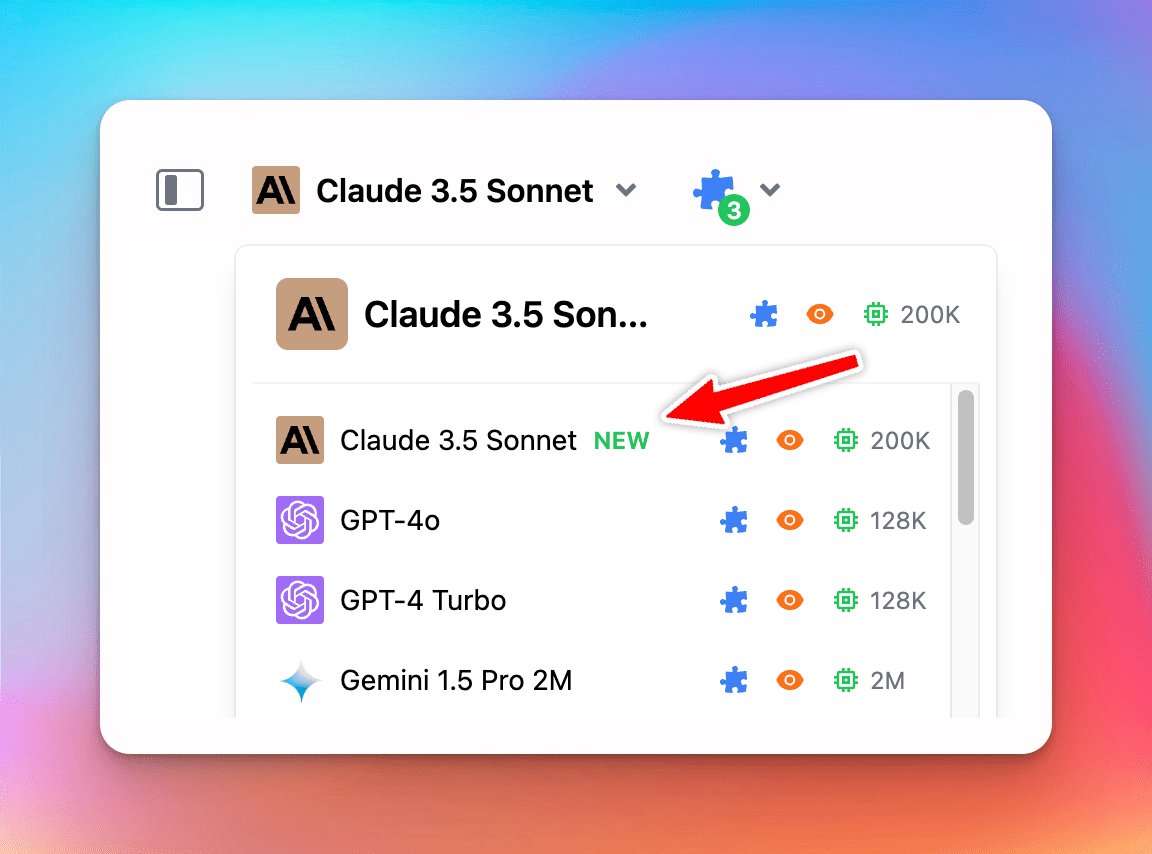 Claude 3.5 Sonnet 3
Claude 3.5 Son... 200K
Claude 3.5 Sonnet NEW 200K
GPT-4o 128K
GPT-4 Turbo 128K
Gemini 1.5 Pro 2M 2M